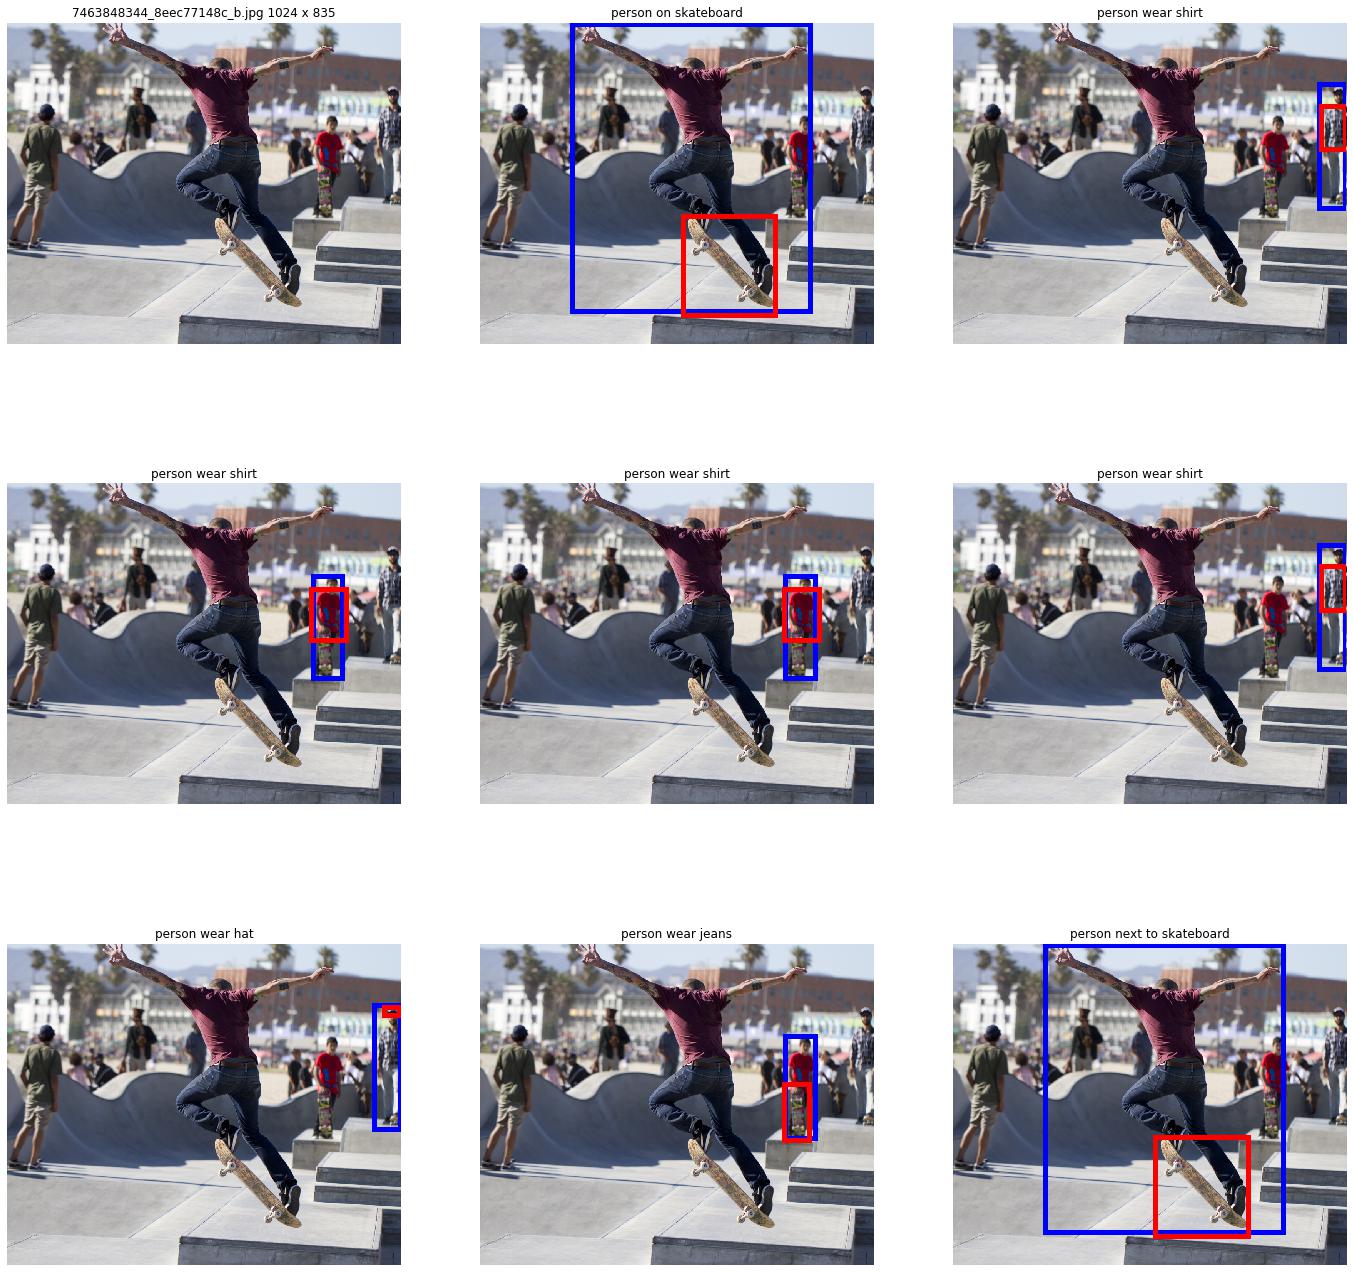 7463848344_8eec77148c_b.jpg 1024 x 835
person on skateboard
person wear shirt
person wear shirt
person wear shirt
person wear shirt
person wear hat
person wear jeans
person next to skateboard